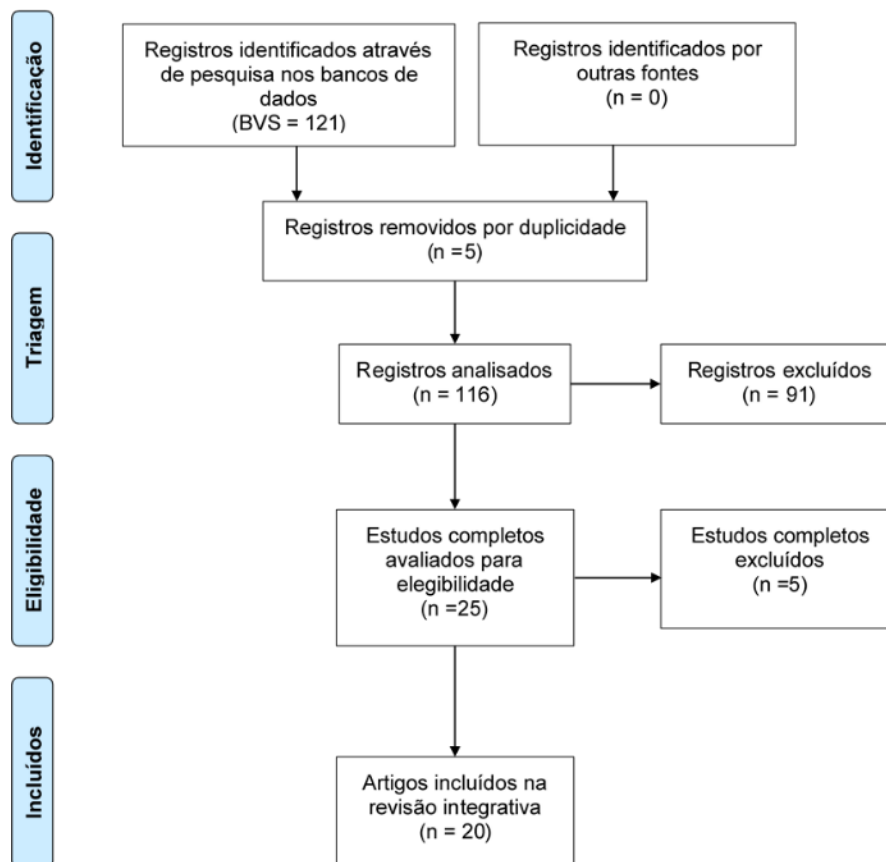 Identificação
Registros identificados através
de pesquisa nos bancos de
dados
(BVS = 121)
Registros identificados por
outras fontes
(n = 0)
Registros removidos por duplicidade
(n =5)
Triagem
Registros analisados
(n = 116)
Registros excluídos
(n = 91)
Eligibilidade
Estudos completos
avaliados para
elegibilidade
(n =25)
Estudos completos
excluídos
(n =5)
Incluídos
Artigos incluídos na
revisão integrativa
(n = 20)